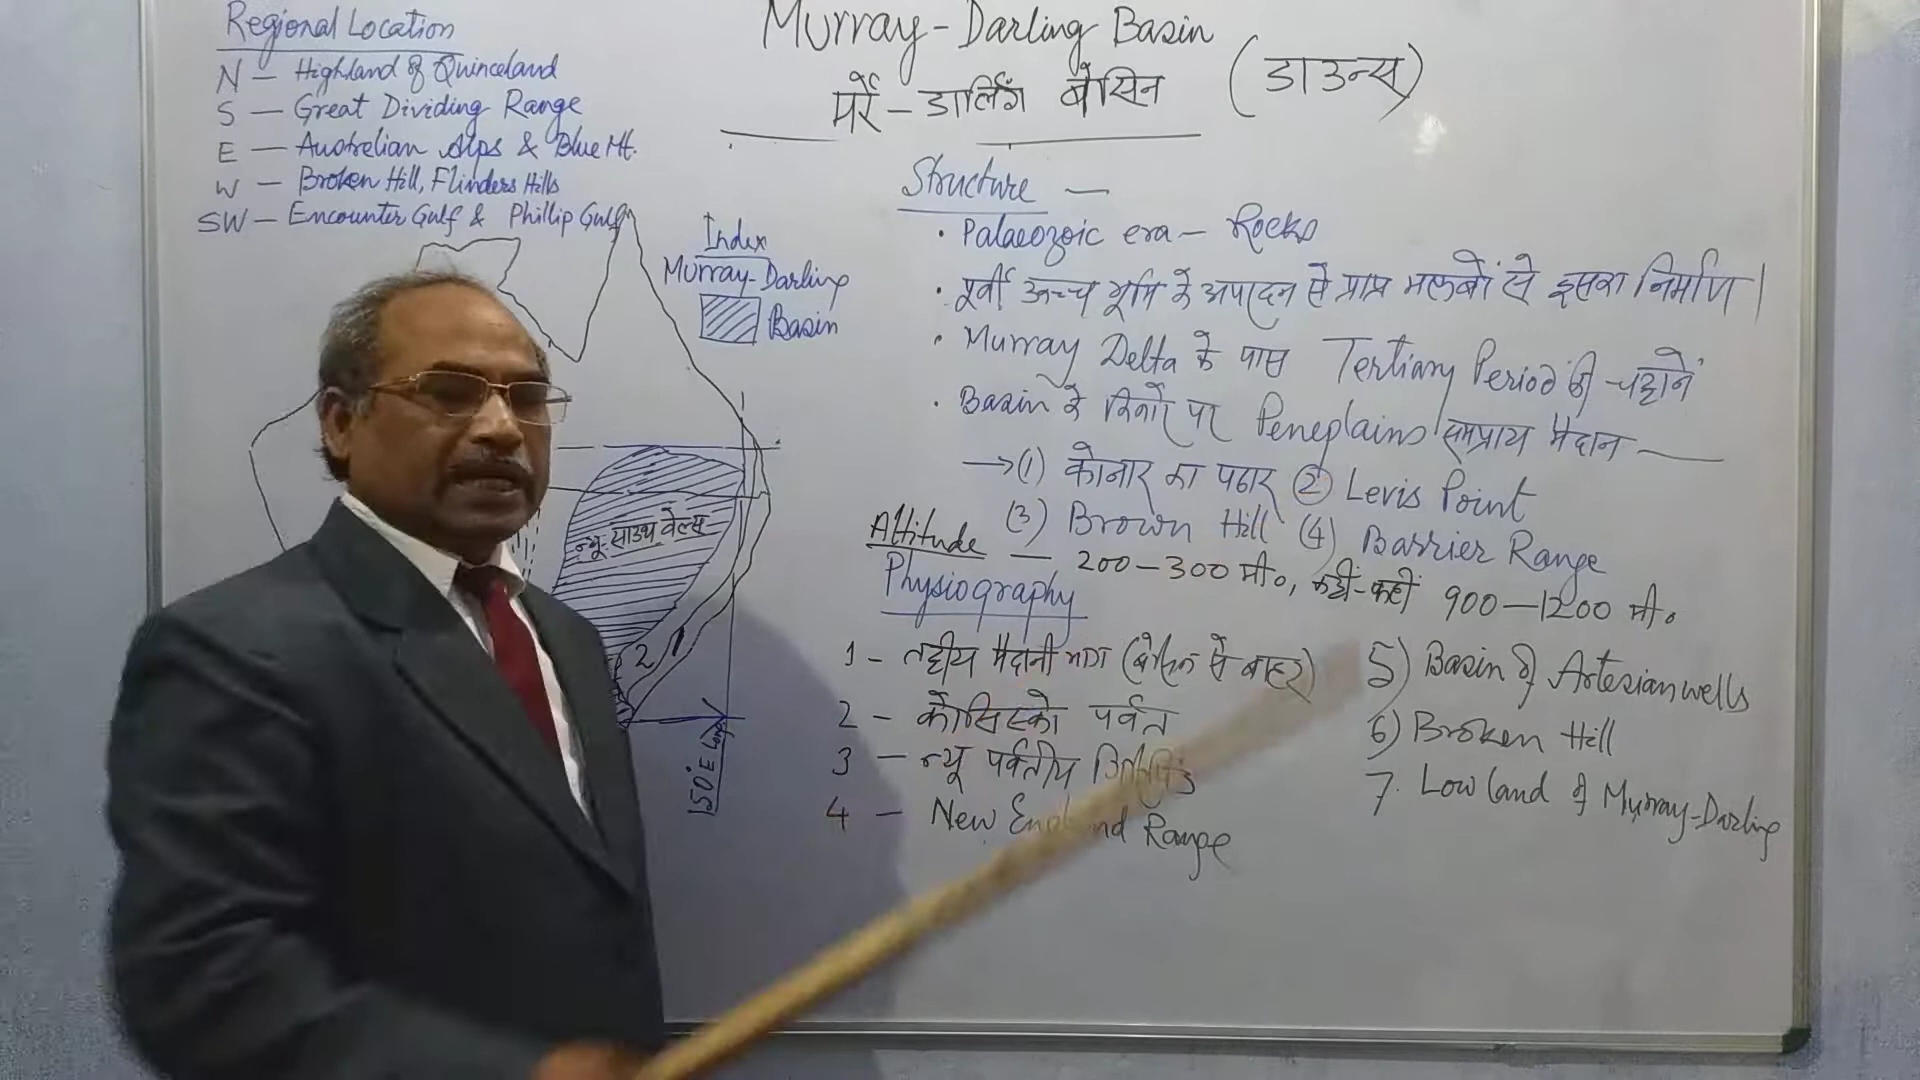 Murray-Darling Basin
मर्रे-डार्लिंग बेसिन (डाउन्स)
Regional Location
N — Highland of Quinceland
S — Great Dividing Range
E — Australian Alps & Blue Mt.
W — Broken Hill, Flinders Hills
SW — Encounter Gulf & Phillip Gulf
Index
Murray-Darling
Basin
न्यू साउथ वेल्स
2 1
150° E Long
Structure —
• Palaeozoic era — Rocks
• पूर्वी उच्च भूमि के अपरदन से प्राप्त मलबों से इसका निर्माण।
• Murray Delta के पास Tertiary Period की चट्टानें
• Basin के किनारे पर Peneplains समप्राय मैदान —
→ (1) कोनार का पठार (2) Levis Point
(3) Brown Hill (4) Barrier Range
Altitude — 200-300 मी०, कहीं-कहीं 900-1200 मी०
Physiography
1 - तटीय मैदानी भाग (बेसिन से बाहर)
2 - कोसिस्को पर्वत
3 - न्यू पर्वतीय
4 - New England Range
5) Basin of Artesian wells
6) Broken Hill
7. Low land of Murray-Darling